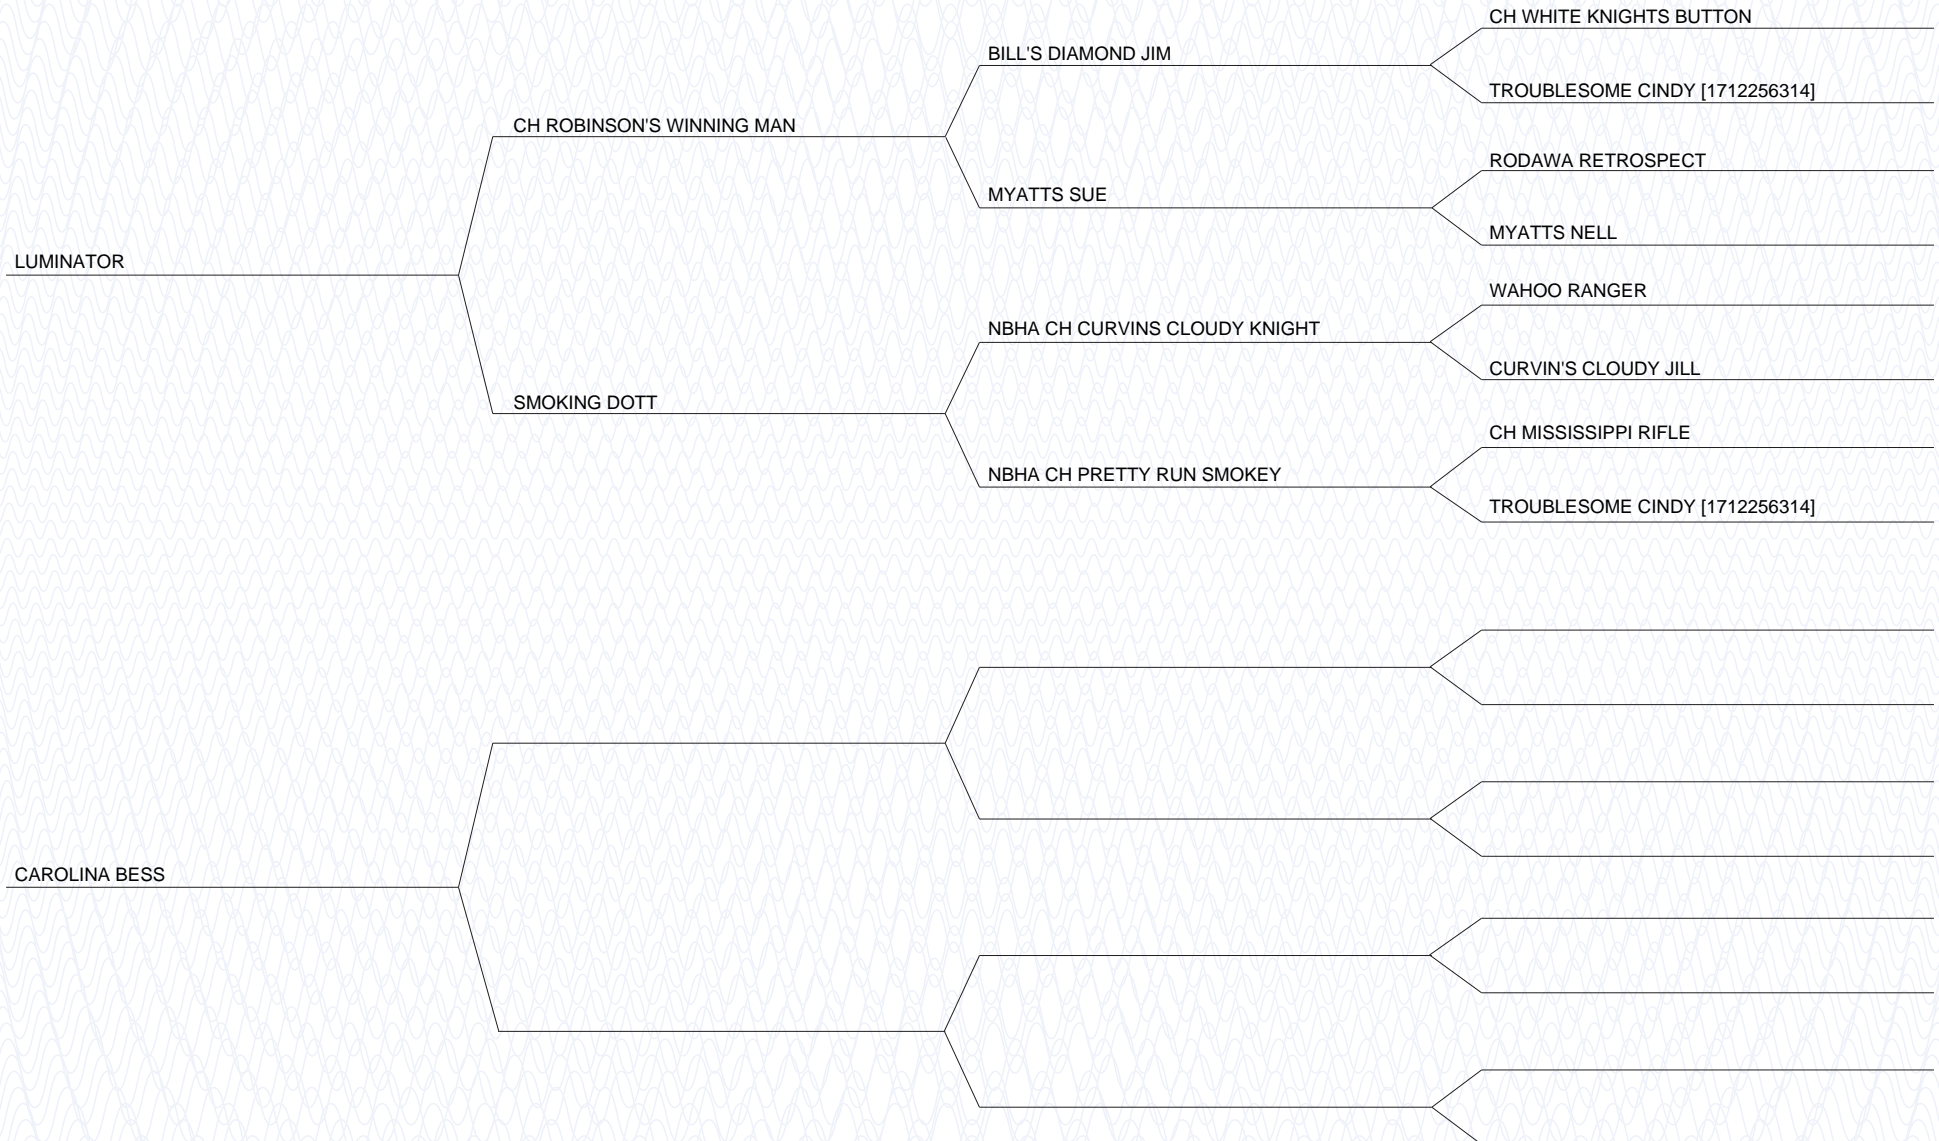 CH WHITE KNIGHTS BUTTON
BILL'S DIAMOND JIM
TROUBLESOME CINDY [1712256314]
CH ROBINSON'S WINNING MAN
RODAWA RETROSPECT
MYATTS SUE
MYATTS NELL
LUMINATOR
WAHOO RANGER
NBHA CH CURVINS CLOUDY KNIGHT
CURVIN'S CLOUDY JILL
SMOKING DOTT
CH MISSISSIPPI RIFLE
NBHA CH PRETTY RUN SMOKEY
TROUBLESOME CINDY [1712256314]
CAROLINA BESS